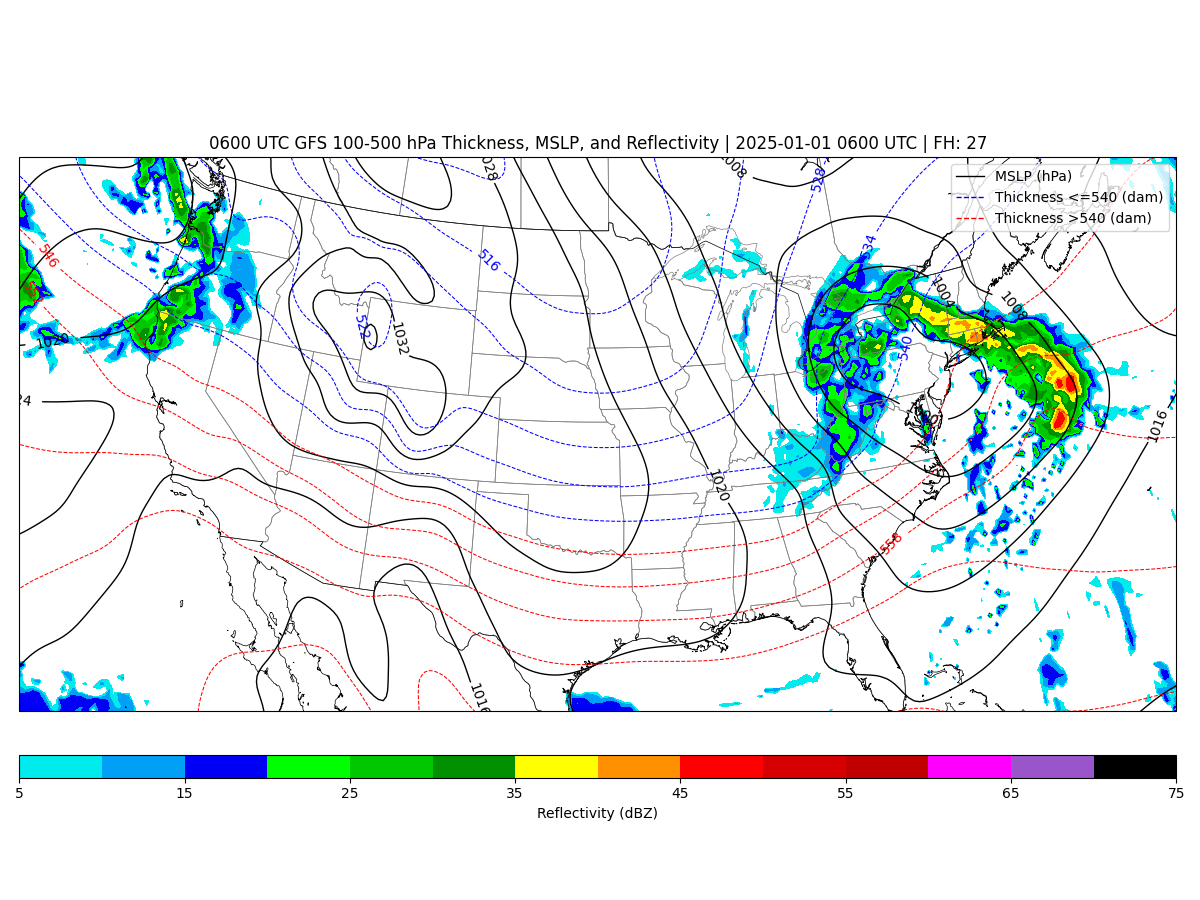 0600 UTC GFS 100-500 hPa Thickness, MSLP, and Reflectivity | 2025-01-01 0600 UTC | FH: 27
MSLP (hPa)
Thickness <=540 (dam)
Thickness >540 (dam)
1028
1008
528
534
516
546
522
1032
1004
1008
540
1020
24
1016
1020
558
1016
5 15 25 35 45 55 65 75
Reflectivity (dBZ)